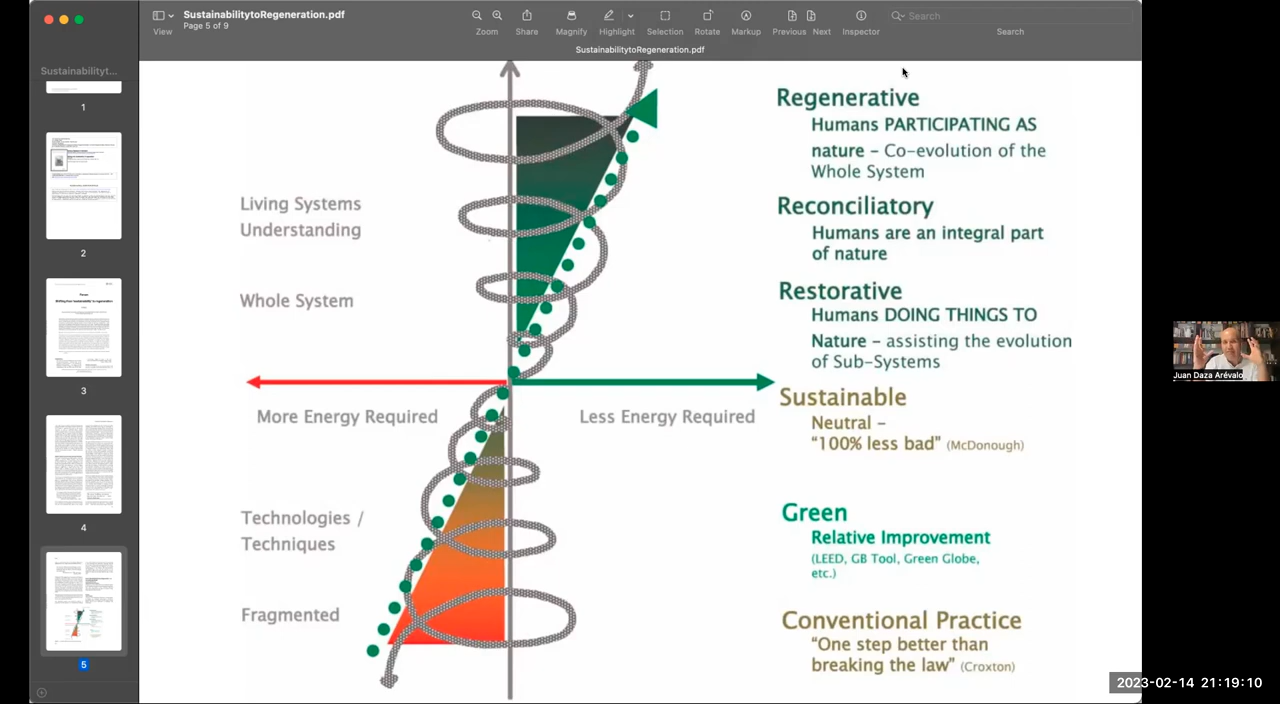 SustainabilitytoRegeneration.pdf
Page 5 of 9
View
Zoom
Share
Magnify
Highlight
Selection
Rotate
Markup
Previous
Next
Inspector
Search
Search
SustainabilitytoRegeneration.pdf
Sustainabilityt...
1
2
3
4
5
Living Systems
Understanding
Whole System
More Energy Required
Less Energy Required
Technologies /
Techniques
Fragmented
Regenerative
Humans PARTICIPATING AS
nature – Co-evolution of the
Whole System
Reconciliatory
Humans are an integral part
of nature
Restorative
Humans DOING THINGS TO
Nature – assisting the evolution
of Sub-Systems
Sustainable
Neutral –
“100% less bad” (McDonough)
Green
Relative Improvement
(LEED, GB Tool, Green Globe,
etc.)
Conventional Practice
“One step better than
breaking the law” (Croxton)
Juan Daza Arévalo
2023-02-14 21:19:10